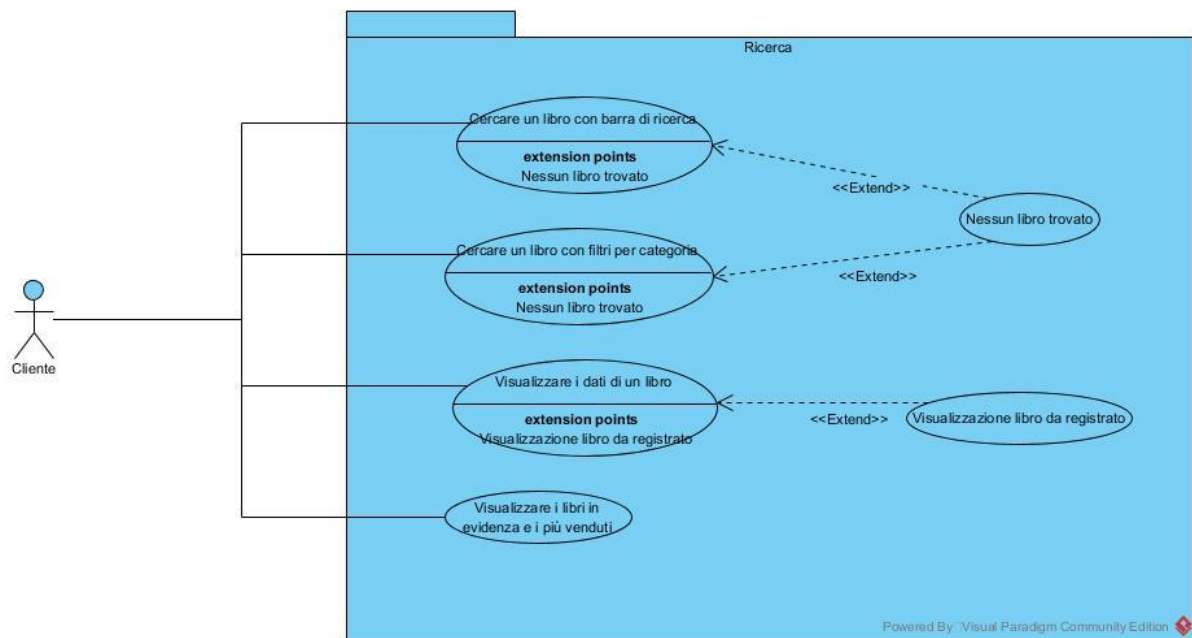 Ricerca
Cercare un libro con barra di ricerca
extension points
Nessun libro trovato
<<Extend>>
Nessun libro trovato
Cercare un libro con filtri per categoria
extension points
Nessun libro trovato
<<Extend>>
Cliente
Visualizzare i dati di un libro
extension points
Visualizzazione libro da registrato
<<Extend>>
Visualizzazione libro da registrato
Visualizzare i libri in
evidenza e i più venduti
Powered By Visual Paradigm Community Edition